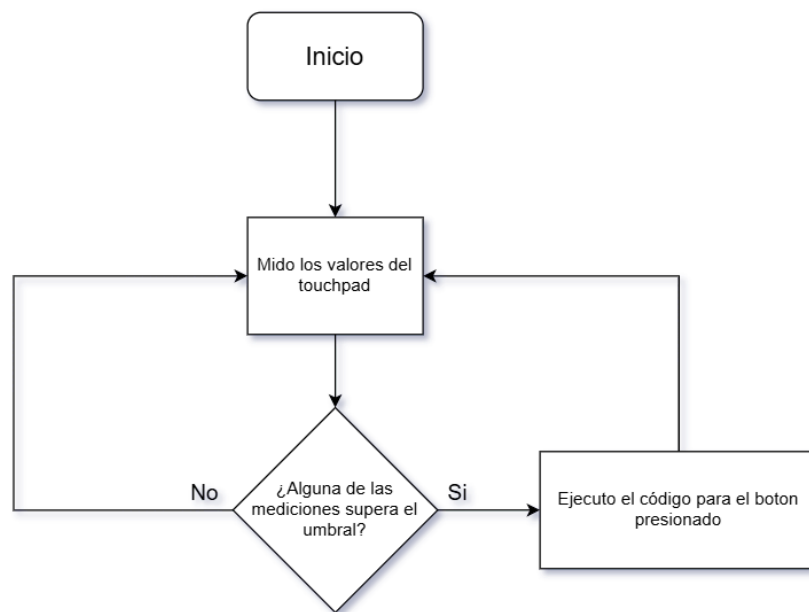 Inicio
Mido los valores del
touchpad
¿Alguna de las
mediciones supera el
umbral?
No
Si
Ejecuto el código para el boton
presionado